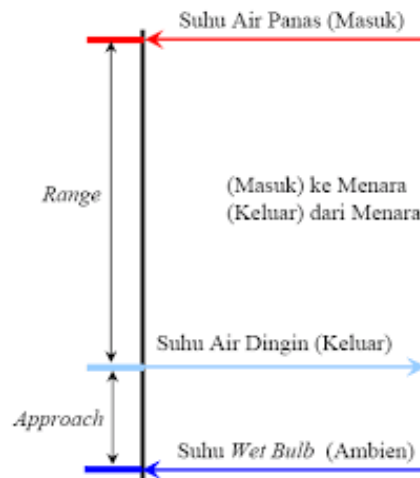 Suhu Air Panas (Masuk)
Range
(Masuk) ke Menara
(Keluar) dari Menara
Suhu Air Dingin (Keluar)
Approach
Suhu Wet Bulb (Ambien)